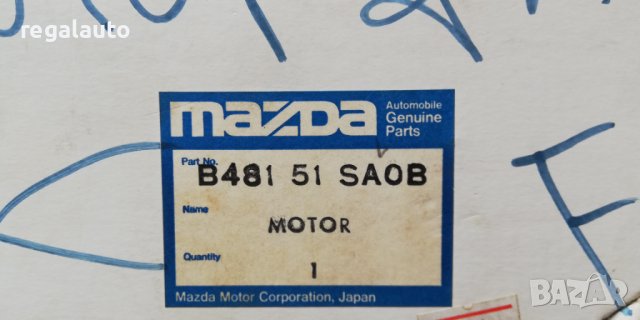 regalauto
mazda
Automobile
Genuine
Parts
Part No.
B481 51 SA0B
Name
MOTOR
Quantity
1
Mazda Motor Corporation, Japan
F
BAZAR